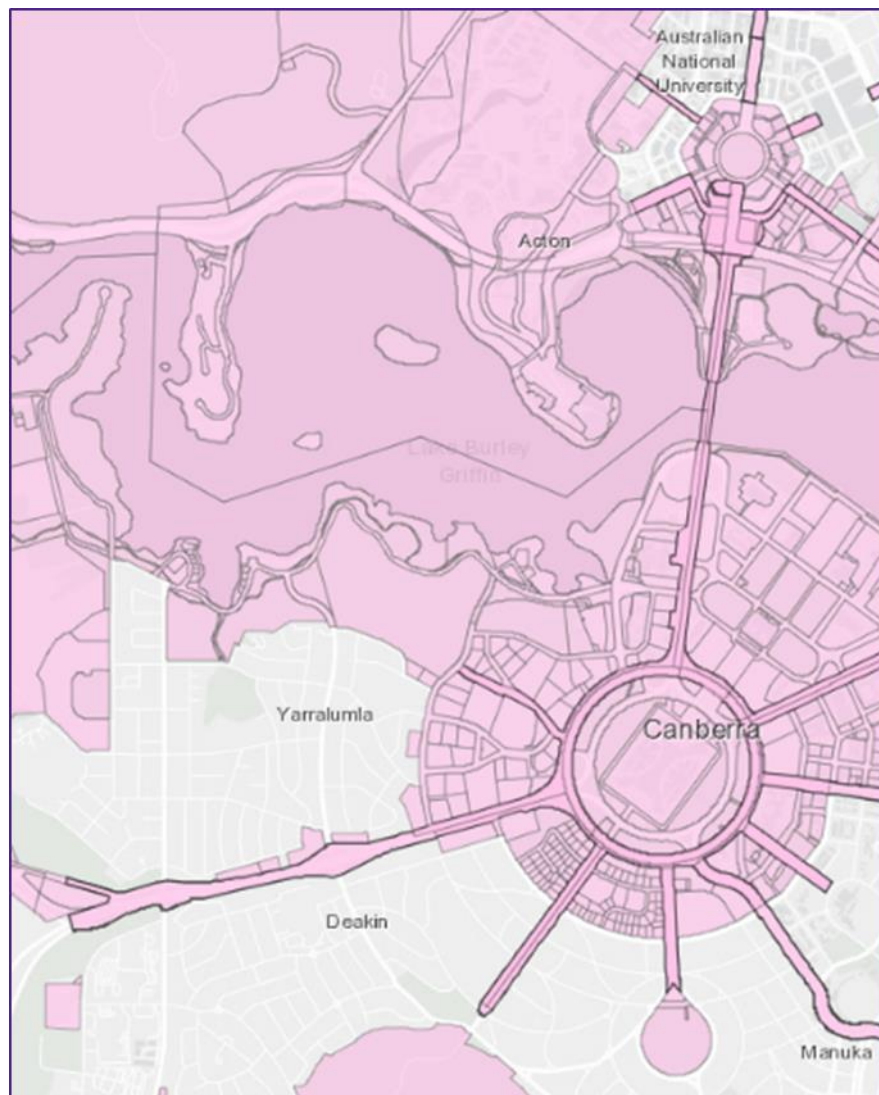 Australian
National
University
Acton
Lake Burley
Griffin
Yarralumla
Canberra
Deakin
Manuka